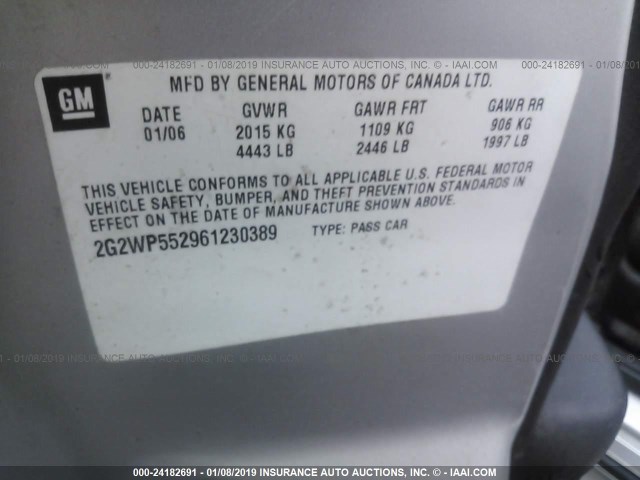 000-24182691 - 01/08/2019 INSURANCE AUTO AUCTIONS, INC. © - IAAI.COM
GM
MFD BY GENERAL MOTORS OF CANADA LTD.
DATE GVWR GAWR FRT GAWR RR
01/06 2015 KG 1109 KG 906 KG
4443 LB 2446 LB 1997 LB
THIS VEHICLE CONFORMS TO ALL APPLICABLE U.S. FEDERAL MOTOR
VEHICLE SAFETY, BUMPER, AND THEFT PREVENTION STANDARDS IN
EFFECT ON THE DATE OF MANUFACTURE SHOWN ABOVE.
2G2WP552961230389 TYPE: PASS CAR
000-24182691 - 01/08/2019 INSURANCE AUTO AUCTIONS, INC. © - IAAI.COM